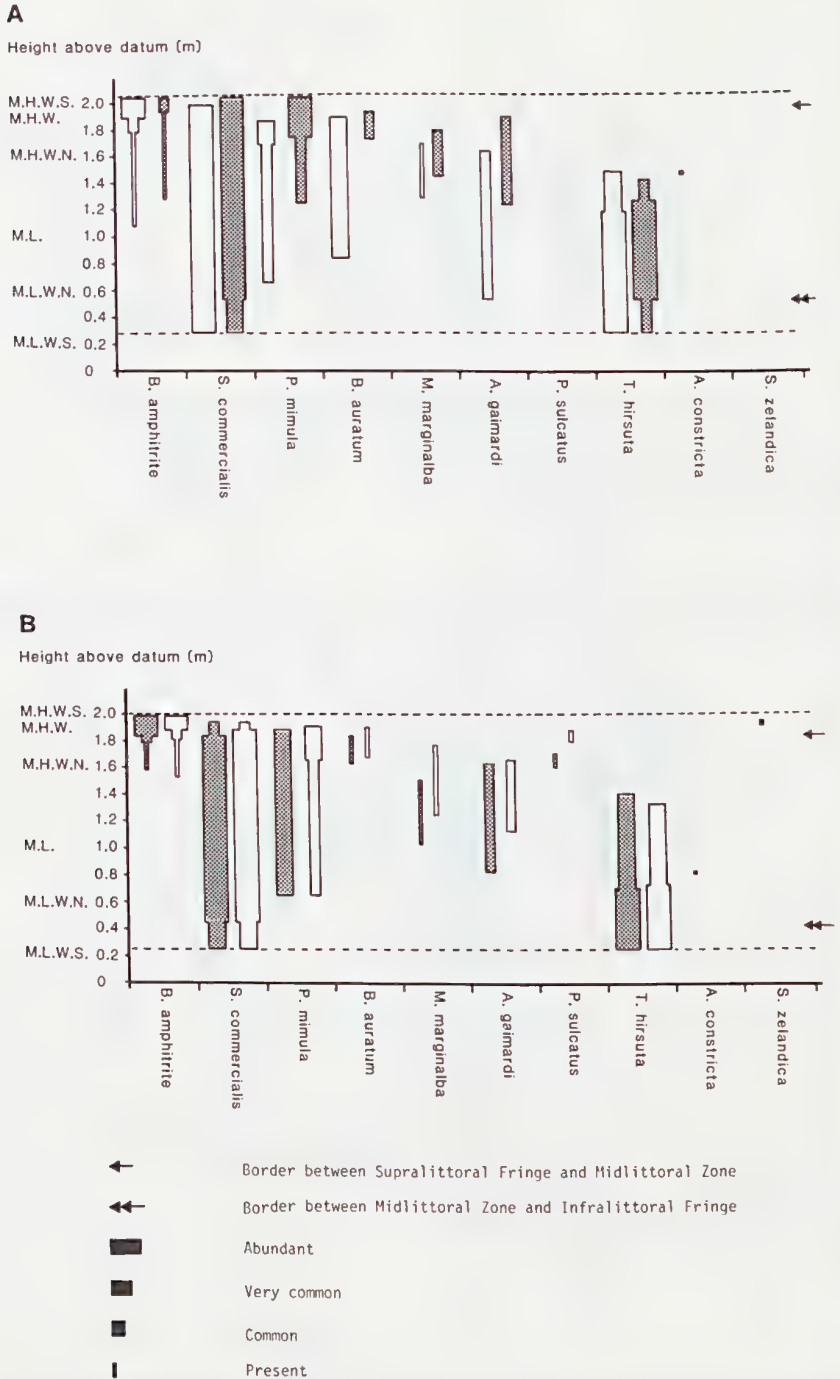 A
Height above datum (m)
M.H.W.S. 2.0
M.H.W.
1.8
M.H.W.N. 1.6
1.4
1.2
M.L. 1.0
0.8
M.L.W.N. 0.6
0.4
M.L.W.S. 0.2
0
B. amphitrite
S. commercialis
P. mimula
B. auratum
M. marginalba
A. gaimardi
P. sulcatus
T. hirsuta
A. constricta
S. zelandica
B
Height above datum (m)
M.H.W.S. 2.0
M.H.W.
1.8
M.H.W.N. 1.6
1.4
1.2
M.L. 1.0
0.8
M.L.W.N. 0.6
0.4
M.L.W.S. 0.2
0
B. amphitrite
S. commercialis
P. mimula
B. auratum
M. marginalba
A. gaimardi
P. sulcatus
T. hirsuta
A. constricta
S. zelandica
Border between Supralittoral Fringe and Midlittoral Zone
Border between Midlittoral Zone and Infralittoral Fringe
Abundant
Very common
Common
Present